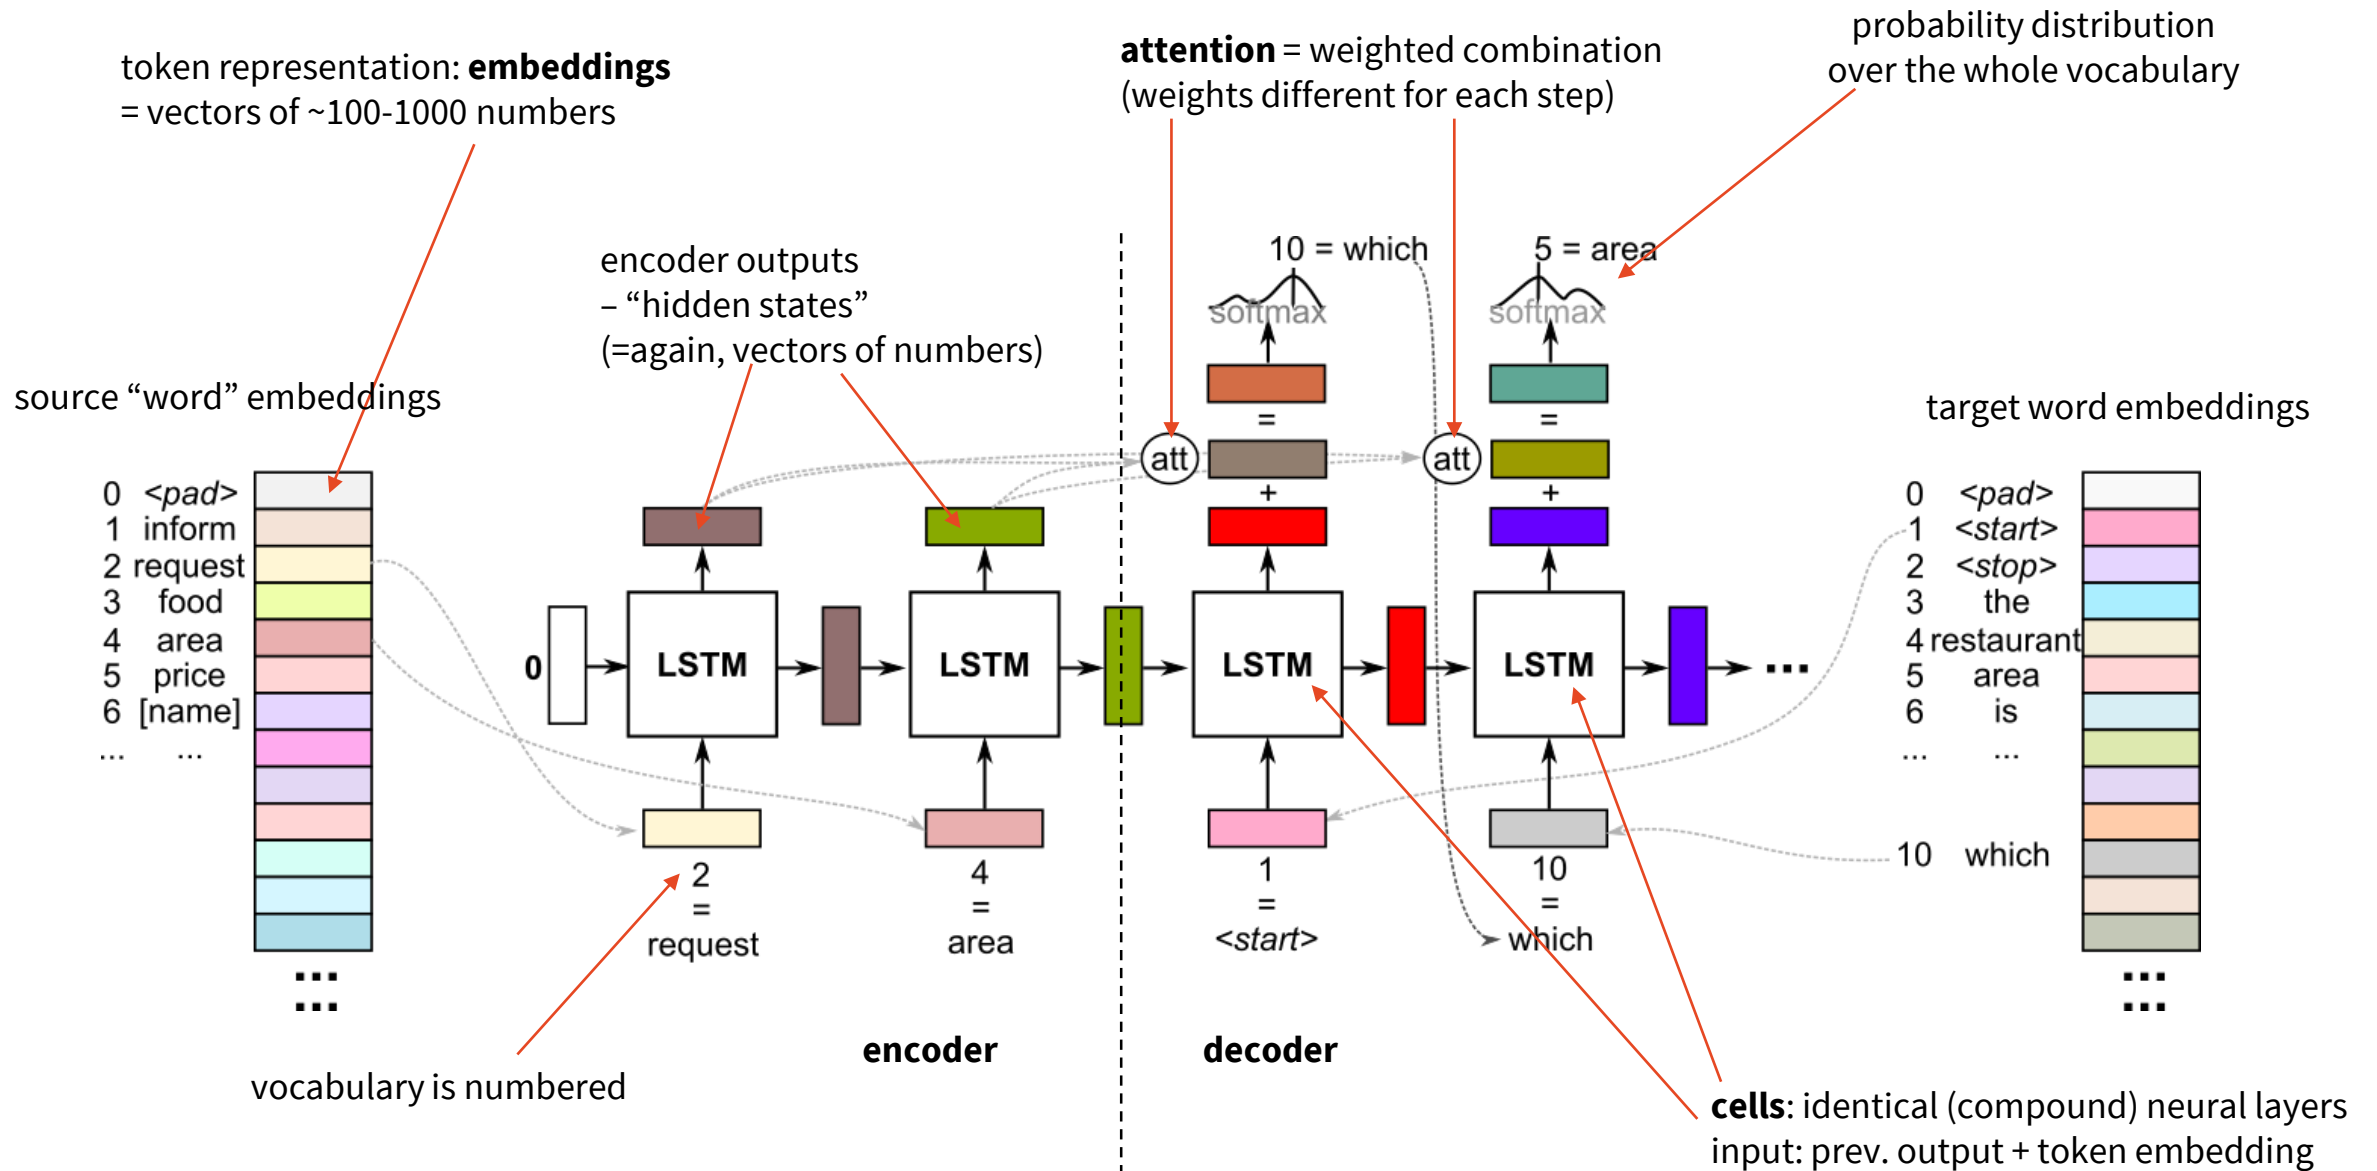 token representation: embeddings
= vectors of ~100-1000 numbers
attention = weighted combination
(weights different for each step)
probability distribution
over the whole vocabulary
encoder outputs
– “hidden states”
(=again, vectors of numbers)
10 = which
5 = area
softmax
softmax
source “word” embeddings
target word embeddings
=
=
att
att
+
+
0 <pad>
1 inform
2 request
3 food
4 area
5 price
6 [name]
... ...
...
...
0
LSTM
LSTM
LSTM
LSTM
...
0 <pad>
1 <start>
2 <stop>
3 the
4 restaurant
5 area
6 is
... ...
10 which
...
...
2
=
request
4
=
area
1
=
<start>
10
=
which
encoder
decoder
vocabulary is numbered
cells: identical (compound) neural layers
input: prev. output + token embedding